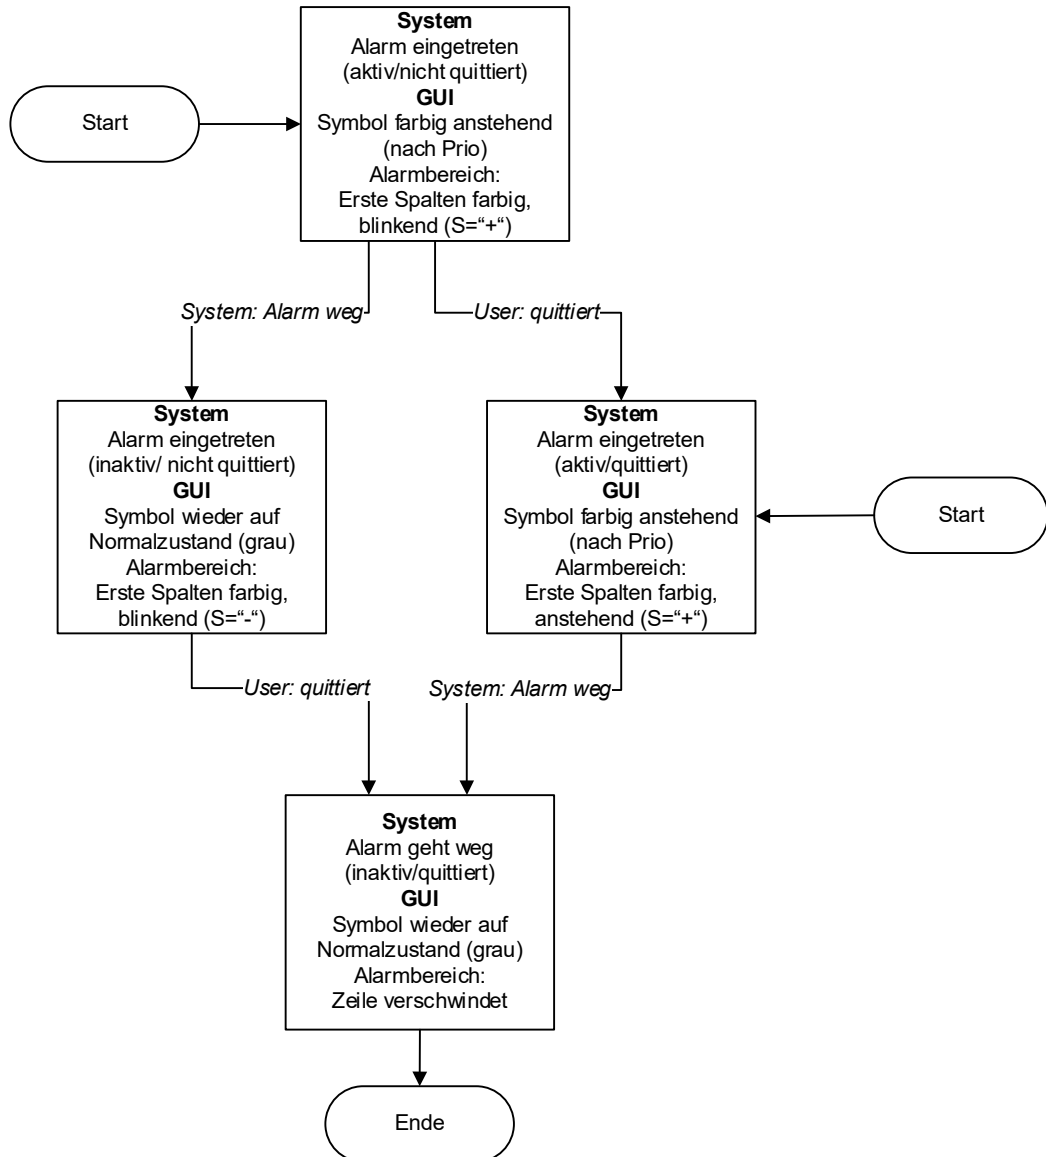 System
Alarm eingetreten
(aktiv/nicht quittiert)
GUI
Symbol farbig anstehend
(nach Prio)
Alarmbereich:
Erste Spalten farbig,
blinkend (S=“+“)
Start
System: Alarm weg
User: quittiert
System
Alarm eingetreten
(inaktiv/ nicht quittiert)
GUI
Symbol wieder auf
Normalzustand (grau)
Alarmbereich:
Erste Spalten farbig,
blinkend (S=“-“)
System
Alarm eingetreten
(aktiv/quittiert)
GUI
Symbol farbig anstehend
(nach Prio)
Alarmbereich:
Erste Spalten farbig,
anstehend (S=“+“)
Start
User: quittiert
System: Alarm weg
System
Alarm geht weg
(inaktiv/quittiert)
GUI
Symbol wieder auf
Normalzustand (grau)
Alarmbereich:
Zeile verschwindet
Ende